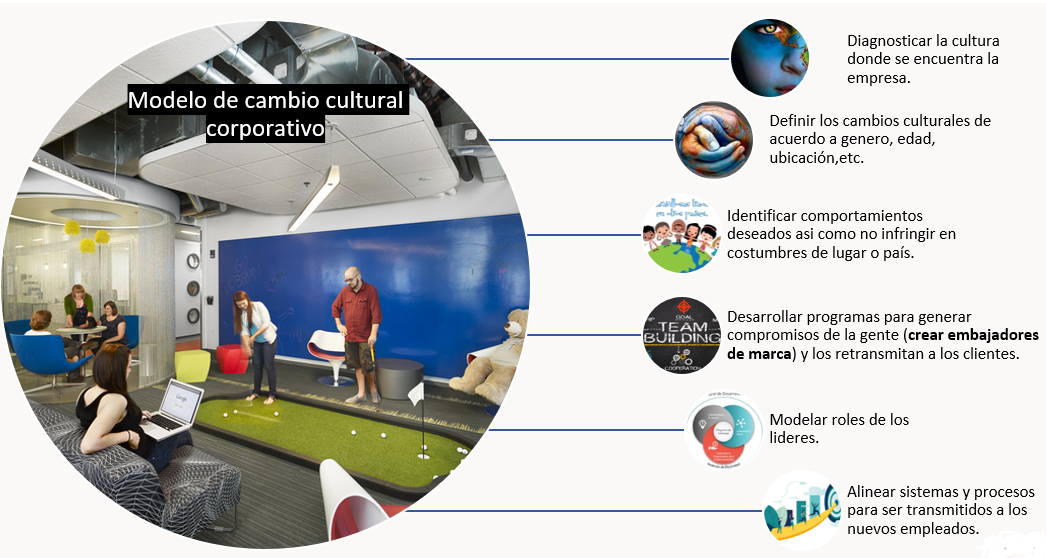 Modelo de cambio cultural
corporativo
Diagnosticar la cultura
donde se encuentra la
empresa.
Definir los cambios culturales de
acuerdo a genero, edad,
ubicación,etc.
Identificar comportamientos
deseados asi como no infringir en
costumbres de lugar o país.
GOAL
TEAM
BUILDING
COOPERATION
Desarrollar programas para generar
compromisos de la gente (crear embajadores
de marca) y los retransmitan a los clientes.
Modelar roles de los
lideres.
Alinear sistemas y procesos
para ser transmitidos a los
nuevos empleados.
Google